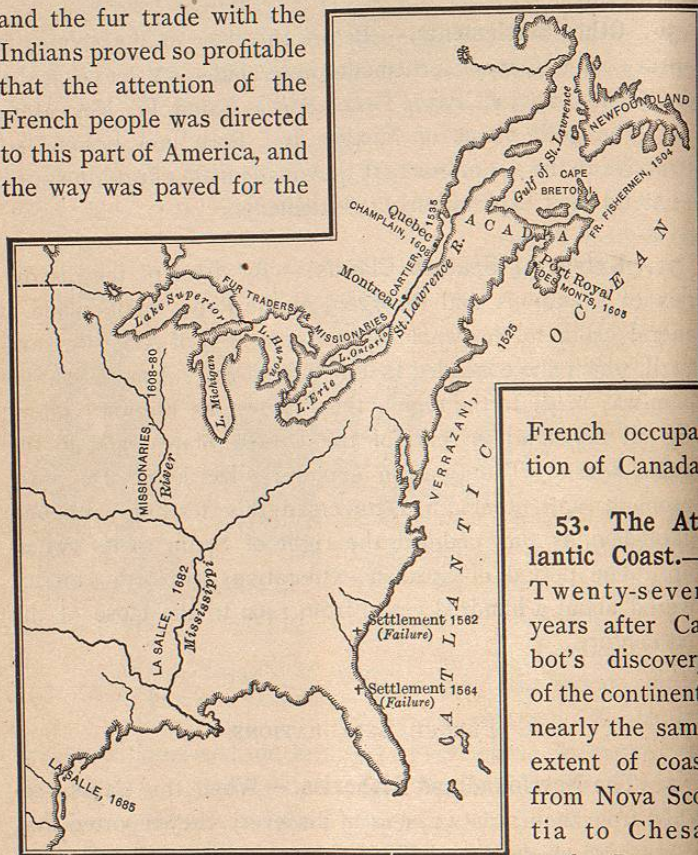 and the fur trade with the
Indians proved so profitable
that the attention of the
French people was directed
to this part of America, and
the way was paved for the
NEWFOUNDLAND
Gulf of St. Lawrence
CAPE
BRETON
FR. FISHERMEN, 1504
ACADIA
Quebec
CHAMPLAIN, 1608
CARTIER, 1535
Montreal
St. Lawrence R.
Port Royal
DES MONTS, 1605
Lake Superior
FUR TRADERS & MISSIONARIES
L. Huron
L. Ontario
L. Michigan
L. Erie
MISSIONARIES, 1608-80
River
VERRAZANI, 1525
ATLANTIC
OCEAN
LA SALLE, 1682
Mississippi
Settlement 1562
(Failure)
Settlement 1564
(Failure)
LA SALLE, 1685
French occupa
tion of Canada
53. The At
lantic Coast.—
Twenty-seven
years after Ca
bot's discover
of the continent
nearly the sam
extent of coas
from Nova Sco
tia to Chesa